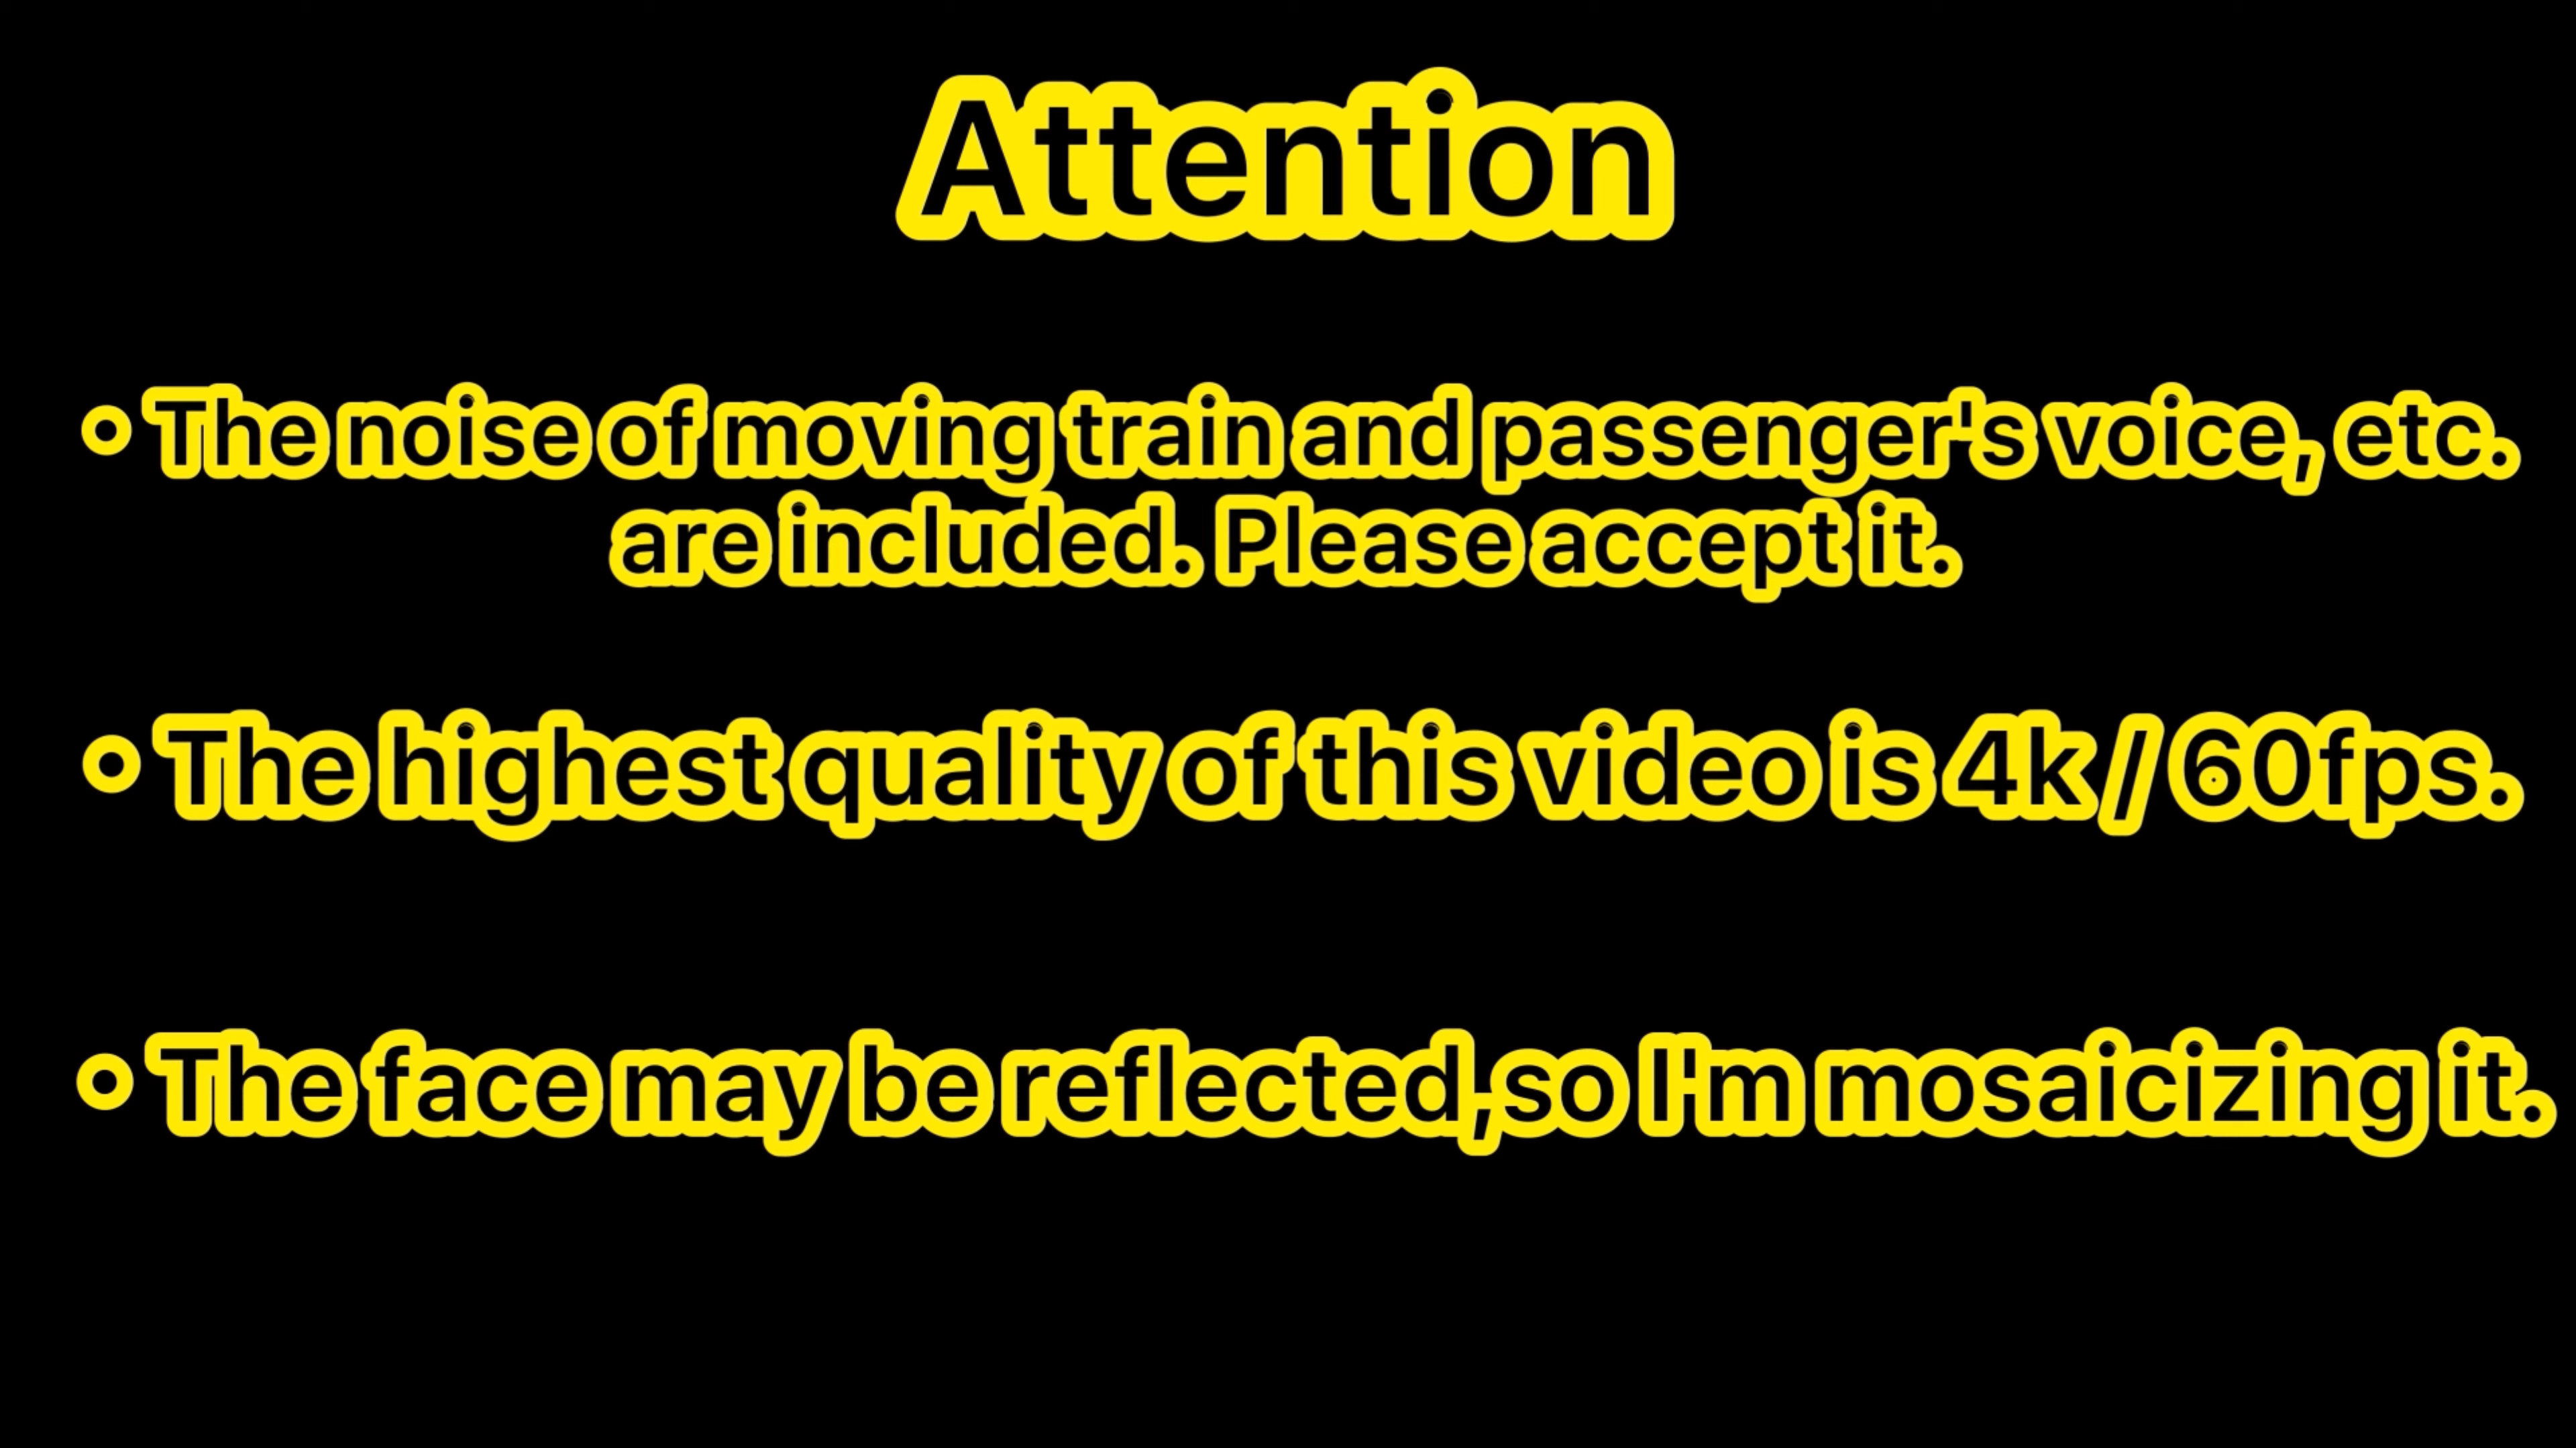 Attention
• The noise of moving train and passenger's voice, etc.
are included. Please accept it.
• The highest quality of this video is 4k / 60fps.
• The face may be reflected,so I'm mosaicizing it.